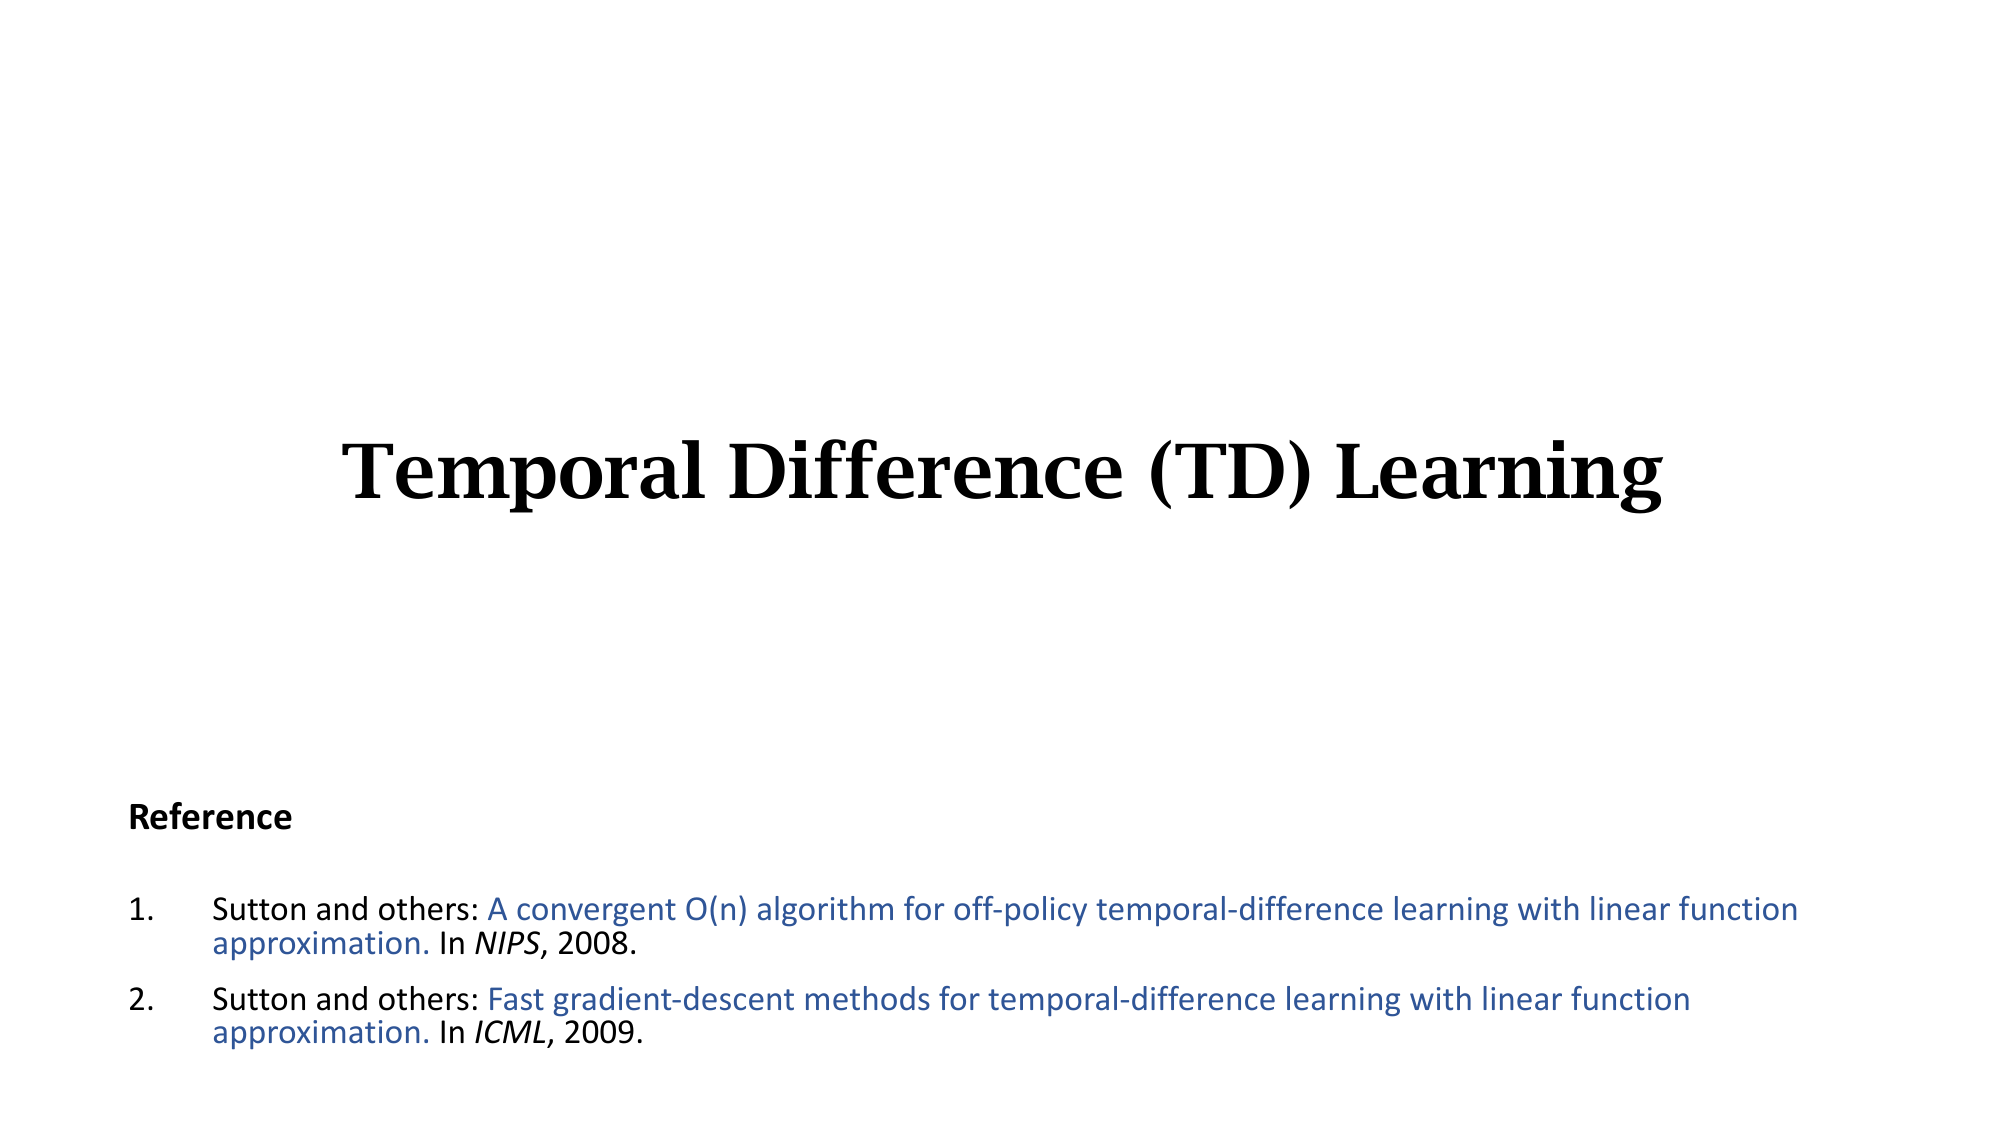 Temporal Difference (TD) Learning
Reference
1. Sutton and others: A convergent O(n) algorithm for off-policy temporal-difference learning with linear function
approximation. In NIPS, 2008.
2. Sutton and others: Fast gradient-descent methods for temporal-difference learning with linear function
approximation. In ICML, 2009.